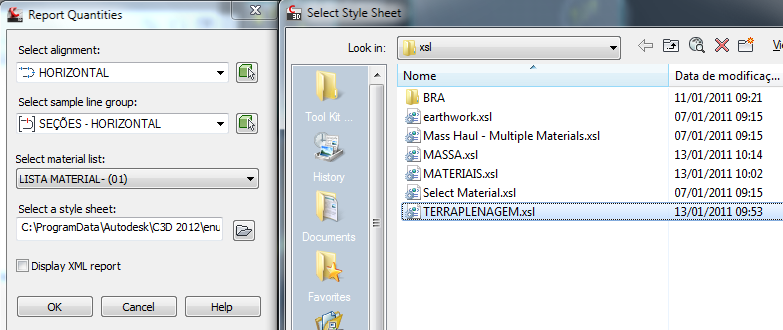 Report Quantities
Select alignment:
HORIZONTAL
Select sample line group:
SEÇÕES - HORIZONTAL
Select material list:
LISTA MATERIAL- (01)
Select a style sheet:
C:\ProgramData\Autodesk\C3D 2012\enu
Display XML report
OK
Cancel
Help
Select Style Sheet
Look in:
xsl
Vi
Tool Kit ...
History
Documents
Favorites
Nome
Data de modificaç...
BRA
11/01/2011 09:21
earthwork.xsl
07/01/2011 09:15
Mass Haul - Multiple Materials.xsl
07/01/2011 09:15
MASSA.xsl
13/01/2011 10:14
MATERIAIS.xsl
13/01/2011 10:02
Select Material.xsl
07/01/2011 09:15
TERRAPLENAGEM.xsl
13/01/2011 09:53